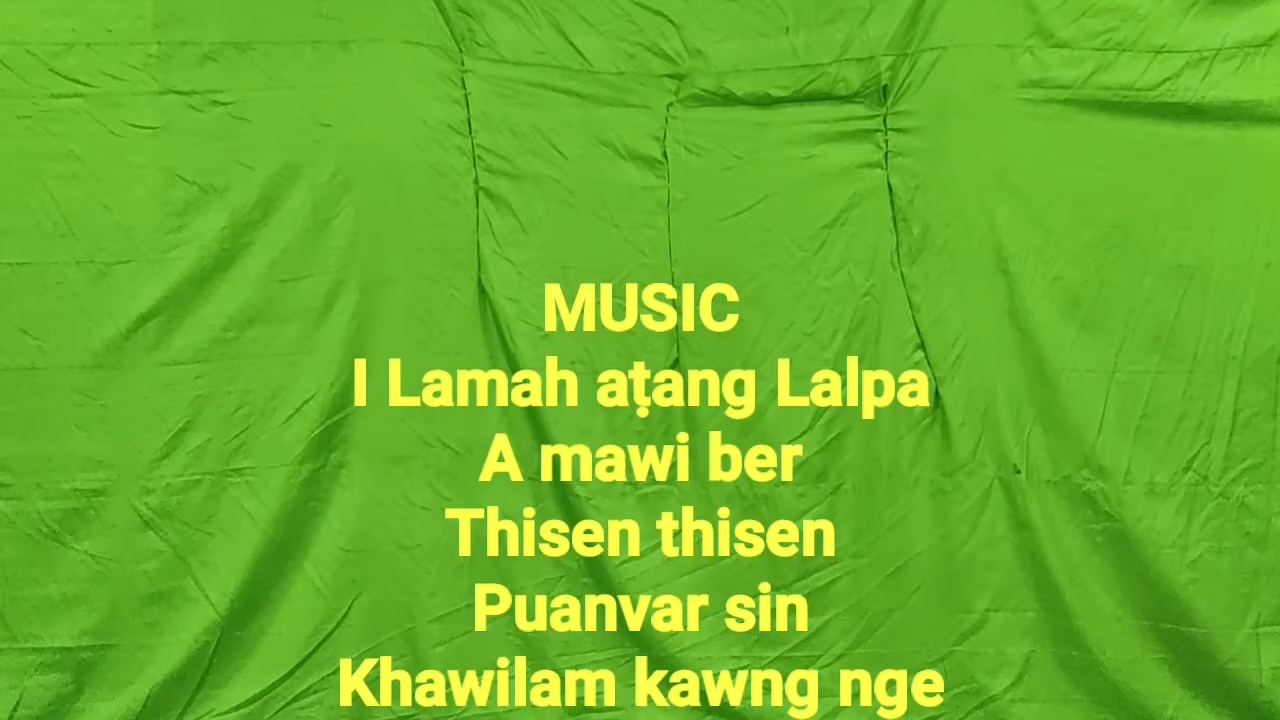 MUSIC
I Lamah aṭang Lalpa
A mawi ber
Thisen thisen
Puanvar sin
Khawilam kawng nge